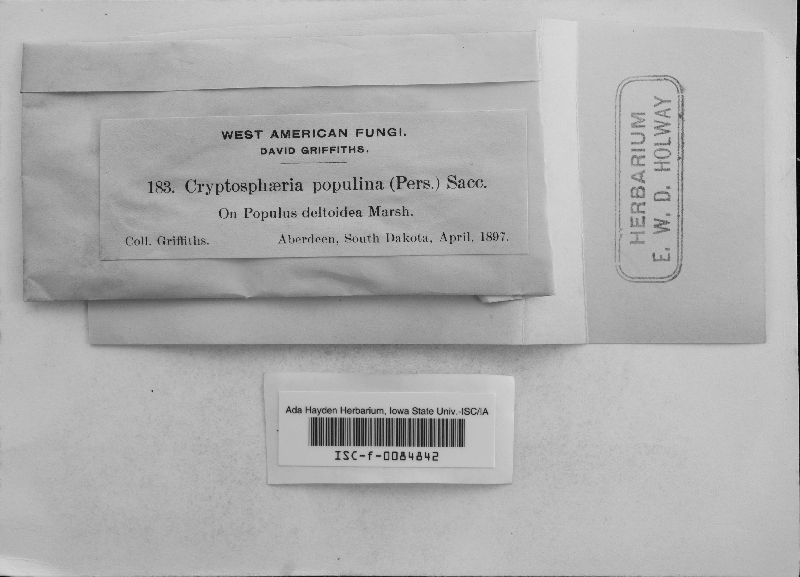 WEST AMERICAN FUNGI.
DAVID GRIFFITHS.
183. Cryptosphæria populina (Pers.) Sacc.
On Populus deltoidea Marsh.
Coll. Griffiths. Aberdeen, South Dakota, April, 1897.
HERBARIUM
E. W. D. HOLWAY
Ada Hayden Herbarium, Iowa State Univ.-ISC/IA
ISC-f-0084842